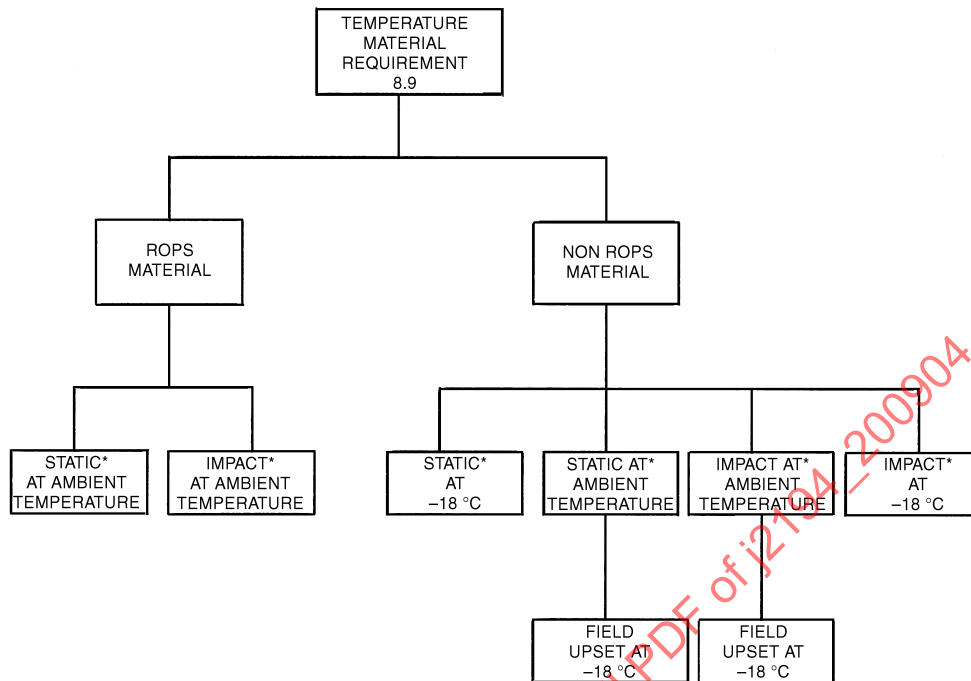 TEMPERATURE
MATERIAL
REQUIREMENT
8.9
ROPS
MATERIAL
NON ROPS
MATERIAL
STATIC*
AT AMBIENT
TEMPERATURE
IMPACT*
AT AMBIENT
TEMPERATURE
STATIC*
AT
–18 °C
STATIC AT*
AMBIENT
TEMPERATURE
IMPACT AT*
AMBIENT
TEMPERATURE
IMPACT*
AT
–18 °C
FIELD
UPSET AT
–18 °C
FIELD
UPSET AT
–18 °C
PDF of j2194_200904